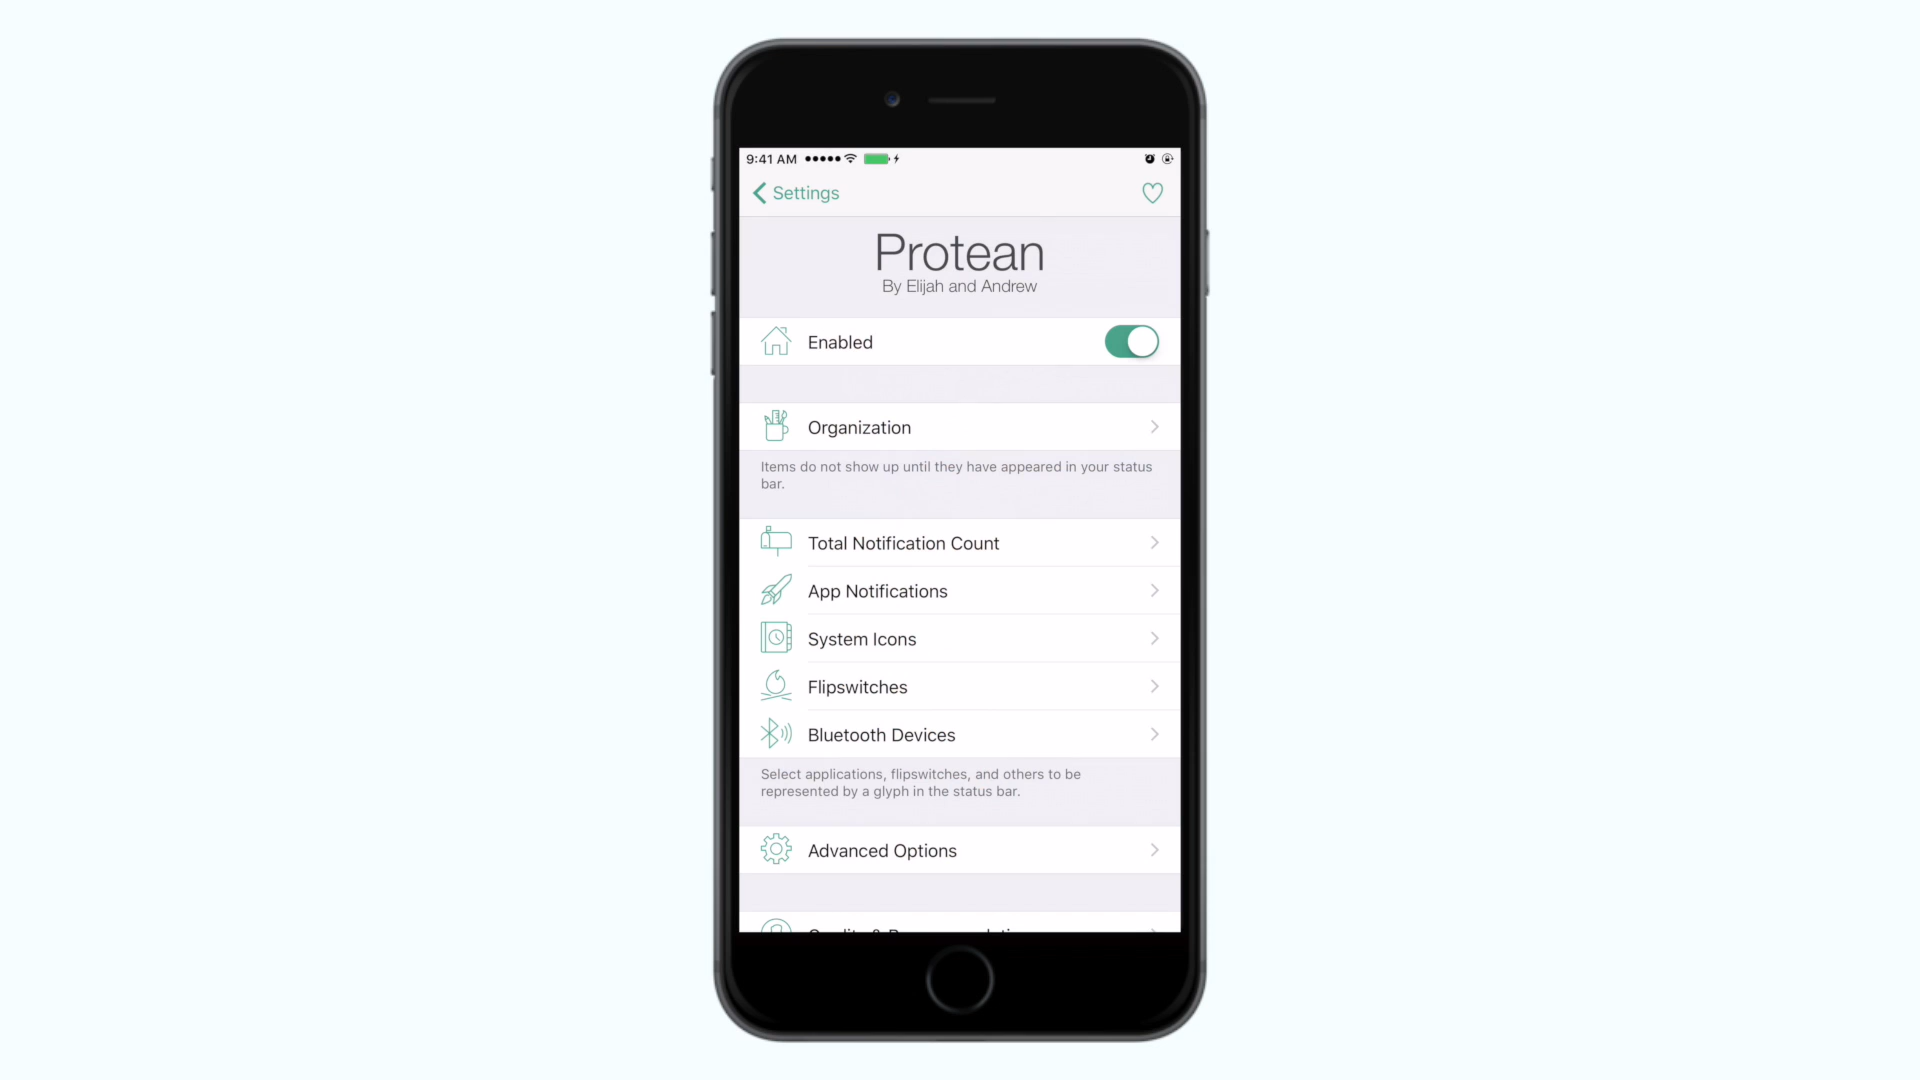 9:41 AM
Settings
Protean
By Elijah and Andrew
Enabled
Organization
Items do not show up until they have appeared in your status
bar.
Total Notification Count
App Notifications
System Icons
Flipswitches
Bluetooth Devices
Select applications, flipswitches, and others to be
represented by a glyph in the status bar.
Advanced Options